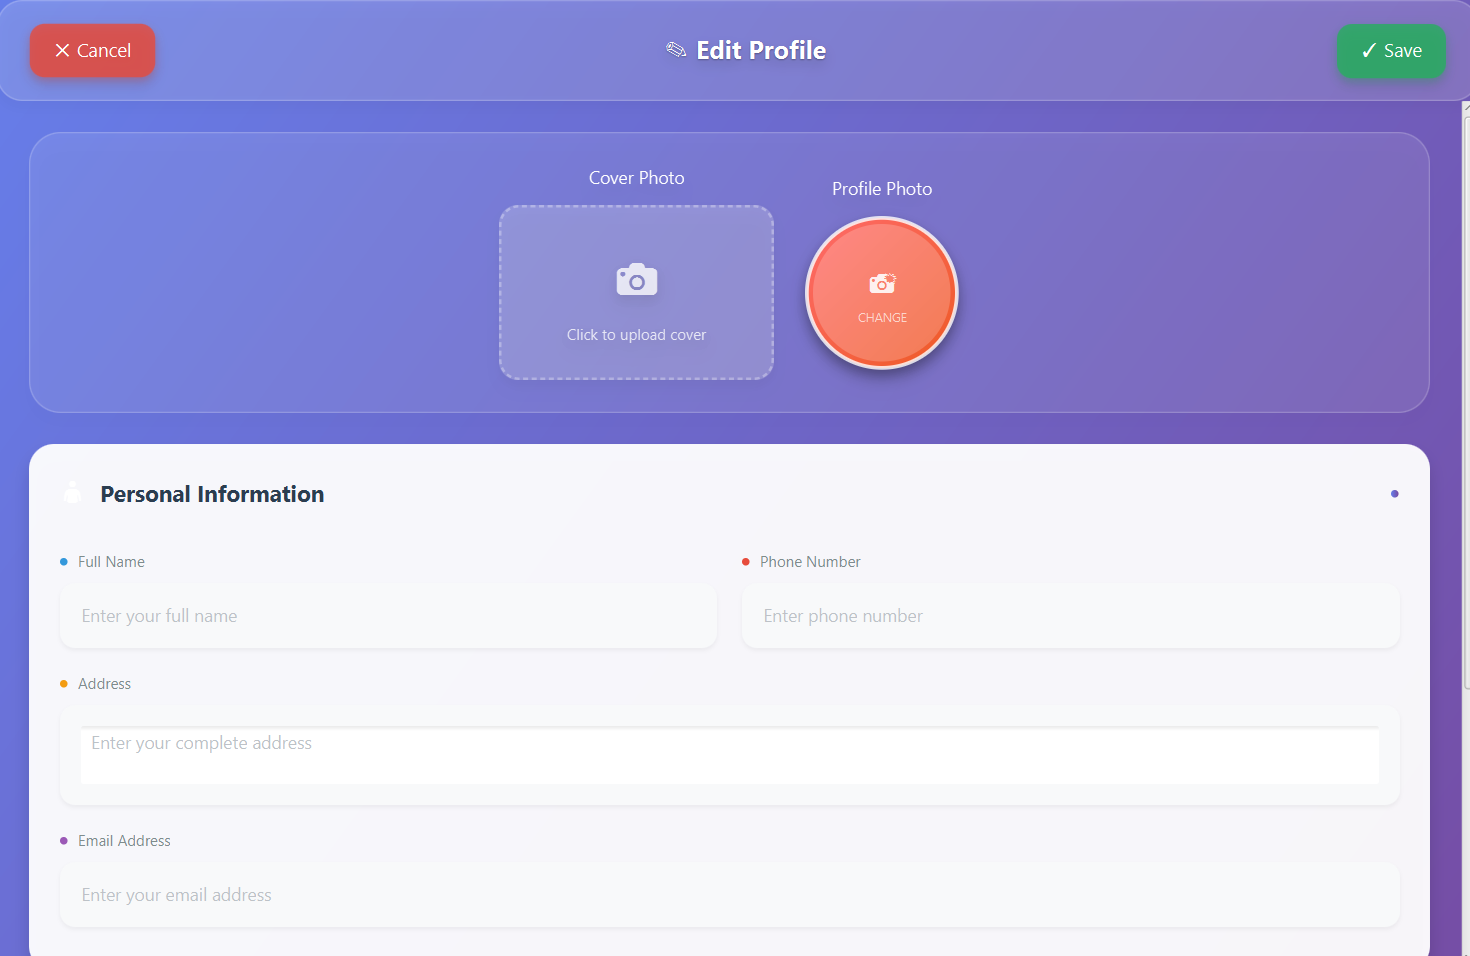 ✕ Cancel
✎ Edit Profile
✓ Save
Cover Photo
Profile Photo
Click to upload cover
CHANGE
Personal Information
Full Name
Phone Number
Enter your full name
Enter phone number
Address
Enter your complete address
Email Address
Enter your email address